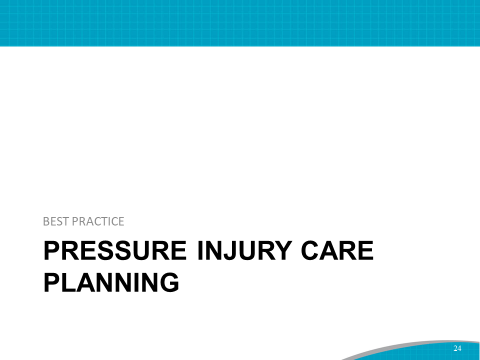 BEST PRACTICE
PRESSURE INJURY CARE
PLANNING
24